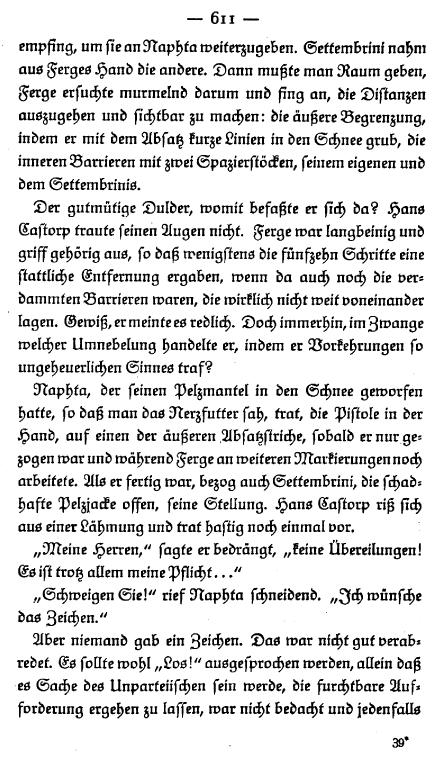 — 611 —
empfing, um sie an Naphta weiterzugeben. Settembrini nahm
aus Ferges Hand die andere. Dann mußte man Raum geben,
Ferge ersuchte murmelnd darum und fing an, die Distanzen
auszugehen und sichtbar zu machen: die äußere Begrenzung,
indem er mit dem Absatz kurze Linien in den Schnee grub, die
inneren Barrieren mit zwei Spazierstöcken, seinem eigenen und
dem Settembrinis.
Der gutmütige Dulder, womit befaßte er sich da? Hans
Castorp traute seinen Augen nicht. Ferge war langbeinig und
griff gehörig aus, so daß wenigstens die fünfzehn Schritte eine
stattliche Entfernung ergaben, wenn da auch noch die ver-
dammten Barrieren waren, die wirklich nicht weit voneinander
lagen. Gewiß, er meinte es redlich. Doch immerhin, im Zwange
welcher Umnebelung handelte er, indem er Vorkehrungen so
ungeheuerlichen Sinnes traf?
Naphta, der seinen Pelzmantel in den Schnee geworfen
hatte, so daß man das Nerzfutter sah, trat, die Pistole in der
Hand, auf einen der äußeren Absatzstriche, sobald er nur ge-
zogen war und während Ferge an weiteren Markierungen noch
arbeitete. Als er fertig war, bezog auch Settembrini, die schad-
hafte Pelzjacke offen, seine Stellung. Hans Castorp riß sich
aus einer Lähmung und trat hastig noch einmal vor.
„Meine Herren,“ sagte er bedrängt, „keine Übereilungen!
Es ist trotz allem meine Pflicht...“
„Schweigen Sie!“ rief Naphta schneidend. „Ich wünsche
das Zeichen.“
Aber niemand gab ein Zeichen. Das war nicht gut verab-
redet. Es sollte wohl „Los!“ ausgesprochen werden, allein daß
es Sache des Unparteiischen sein werde, die furchtbare Auf-
forderung ergehen zu lassen, war nicht bedacht und jedenfalls
39*